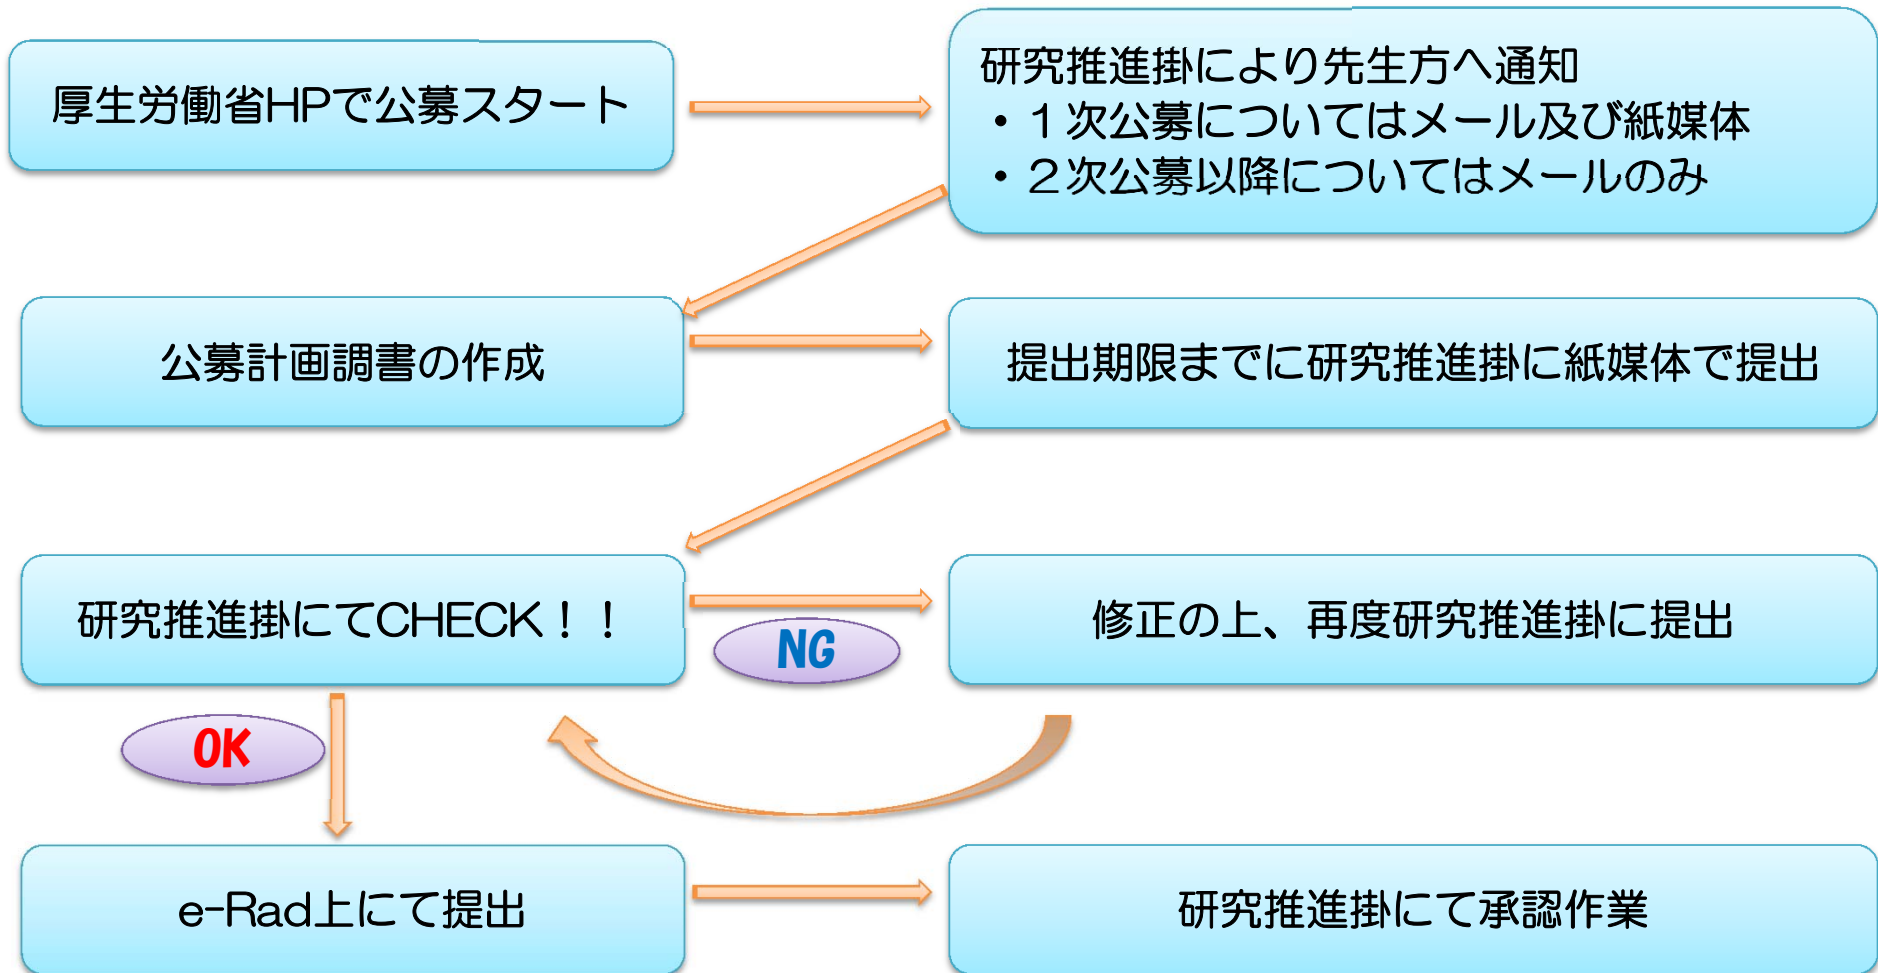 厚生労働省HPで公募スタート
研究推進掛により先生方へ通知
・１次公募についてはメール及び紙媒体
・２次公募以降についてはメールのみ
公募計画調書の作成
提出期限までに研究推進掛に紙媒体で提出
研究推進掛にてCHECK！！
NG
修正の上、再度研究推進掛に提出
OK
e-Rad上にて提出
研究推進掛にて承認作業